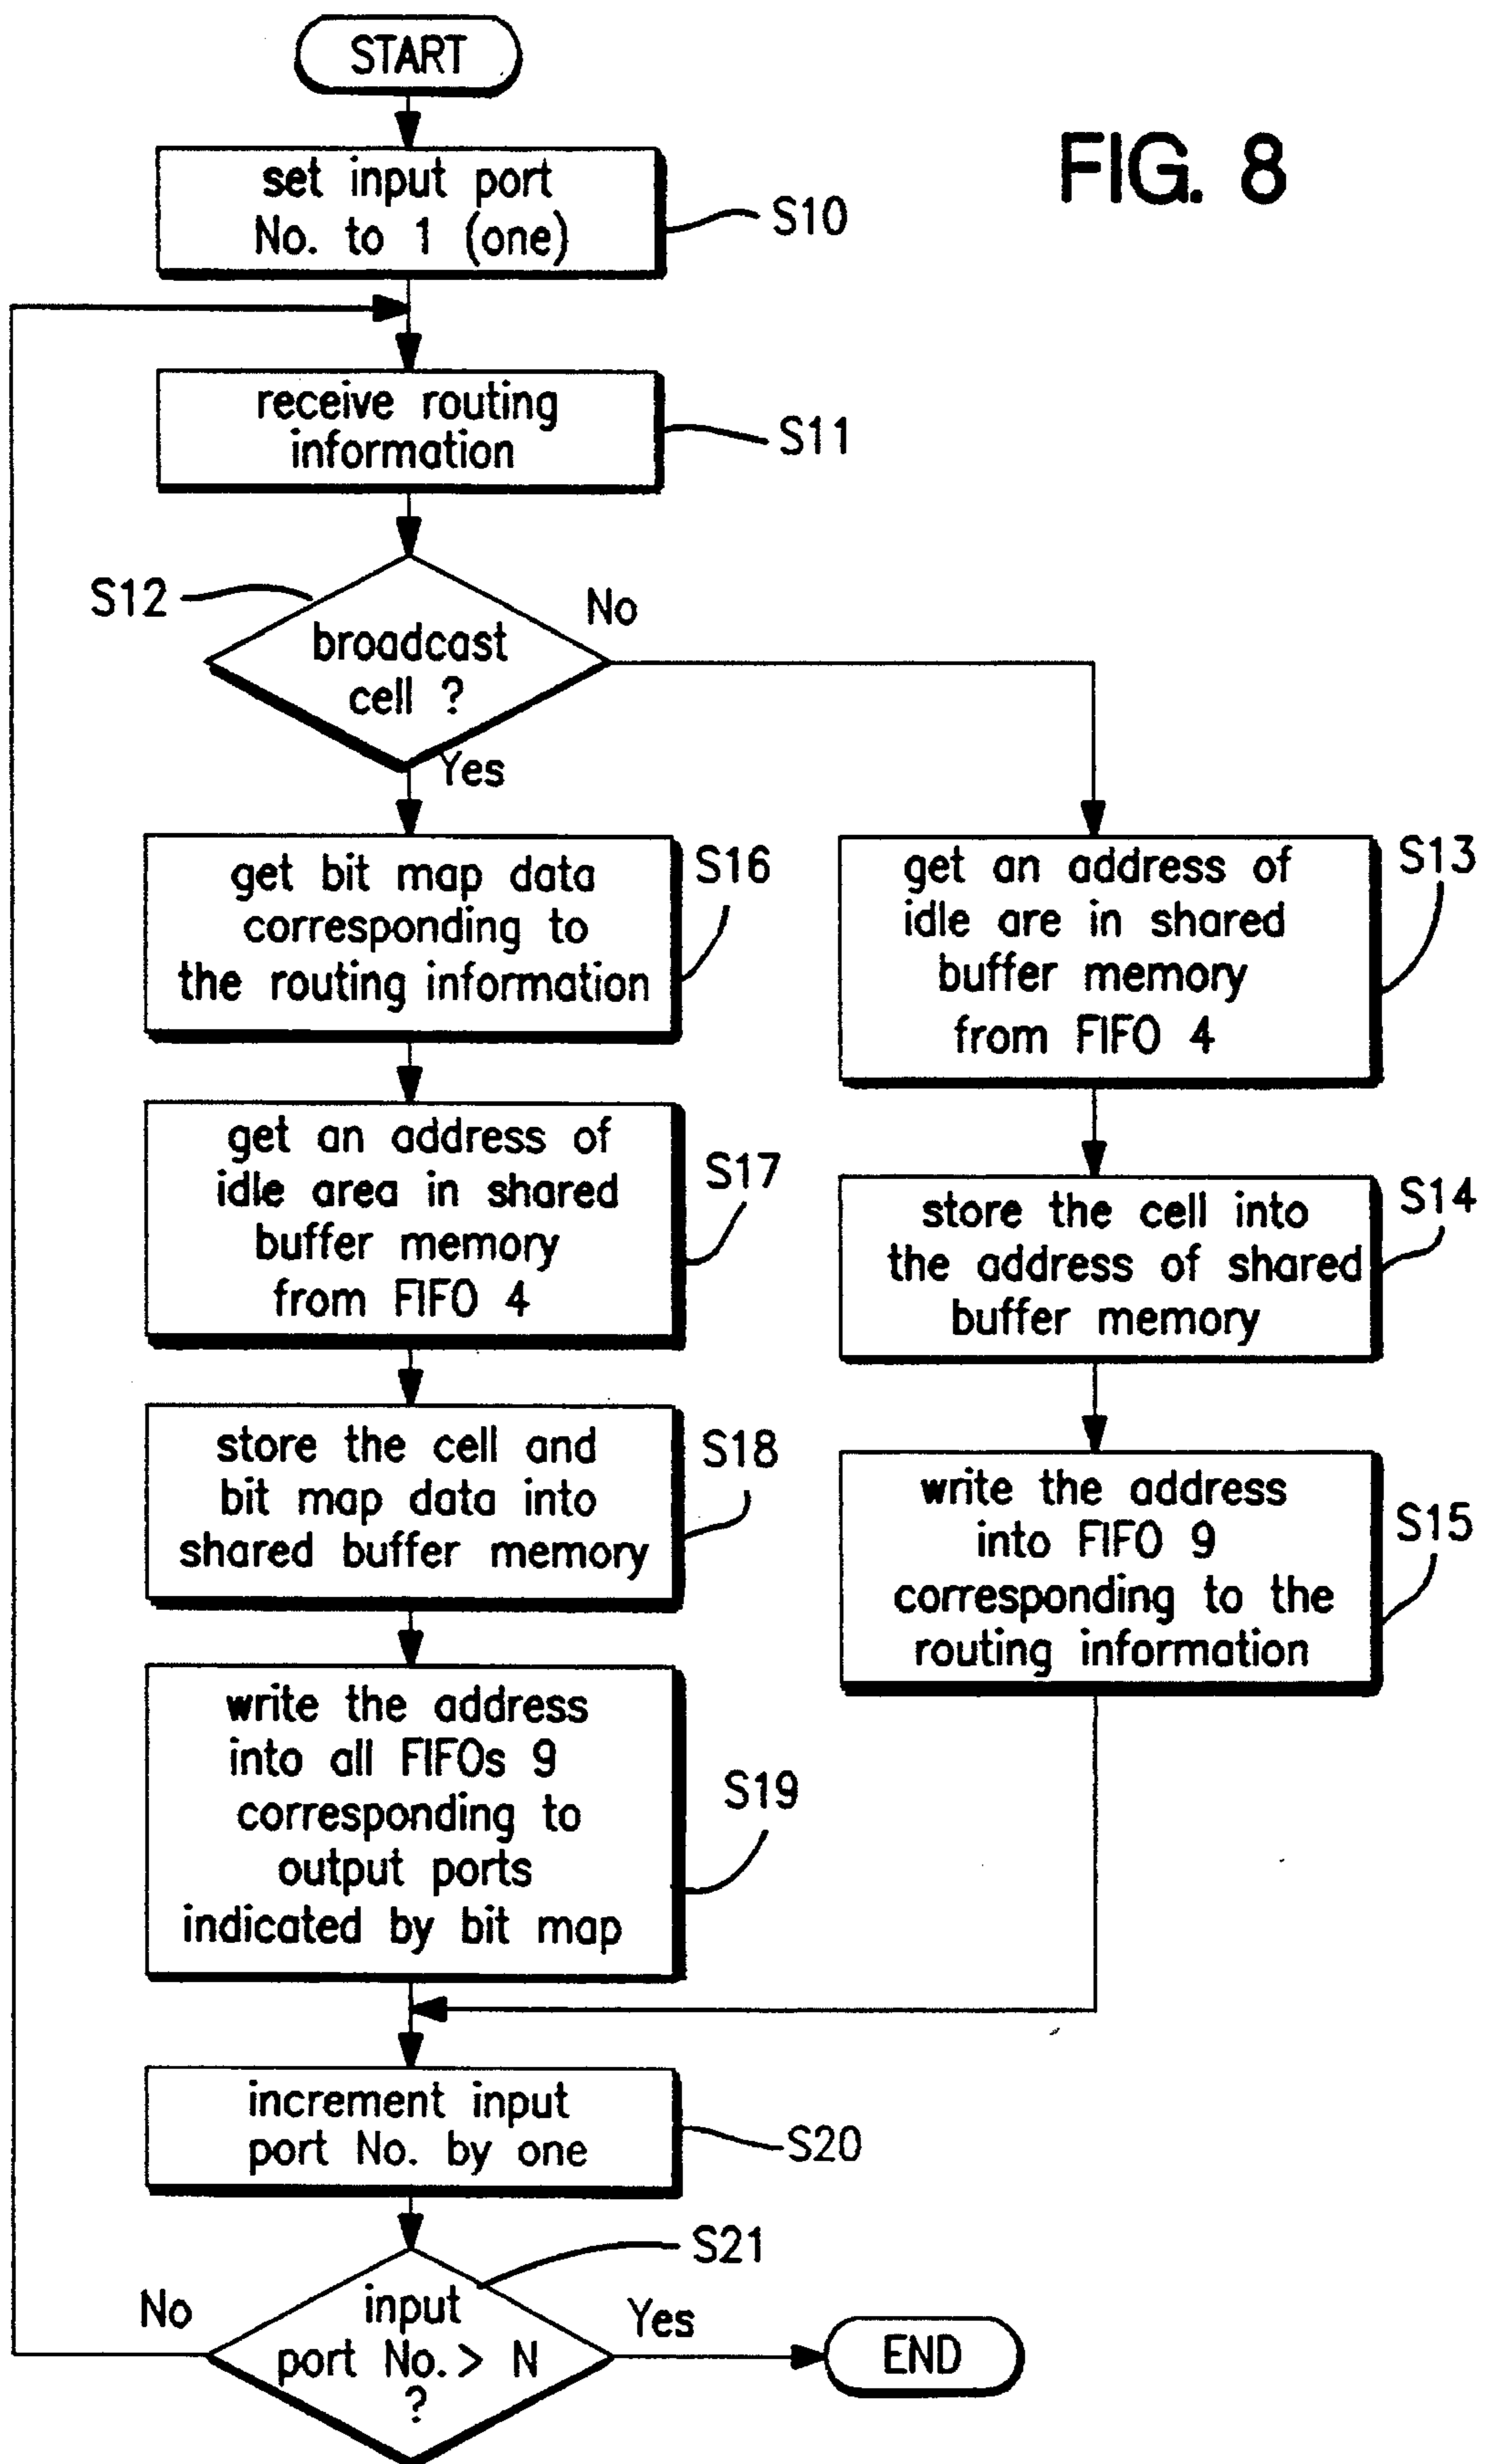 START
FIG. 8
set input port
No. to 1 (one)
S10
receive routing
information
S11
S12
broadcast
cell ?
No
Yes
get bit map data
corresponding to
the routing information
S16
get an address of
idle area in shared
buffer memory
from FIFO 4
S17
store the cell and
bit map data into
shared buffer memory
S18
write the address
into all FIFOs 9
corresponding to
output ports
indicated by bit map
S19
get an address of
idle are in shared
buffer memory
from FIFO 4
S13
store the cell into
the address of shared
buffer memory
S14
write the address
into FIFO 9
corresponding to the
routing information
S15
increment input
port No. by one
S20
S21
input
port No. > N
?
No
Yes
END